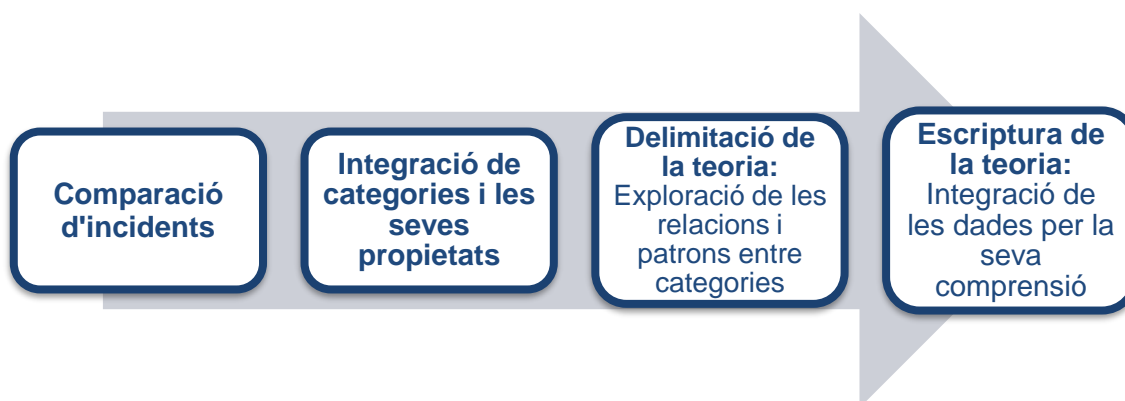 Comparació
d'incidents
Integració de
categories i les
seves
propietats
Delimitació de
la teoria:
Exploració de les
relacions i
patrons entre
categories
Escriptura de
la teoria:
Integració de
les dades per la
seva
comprensió